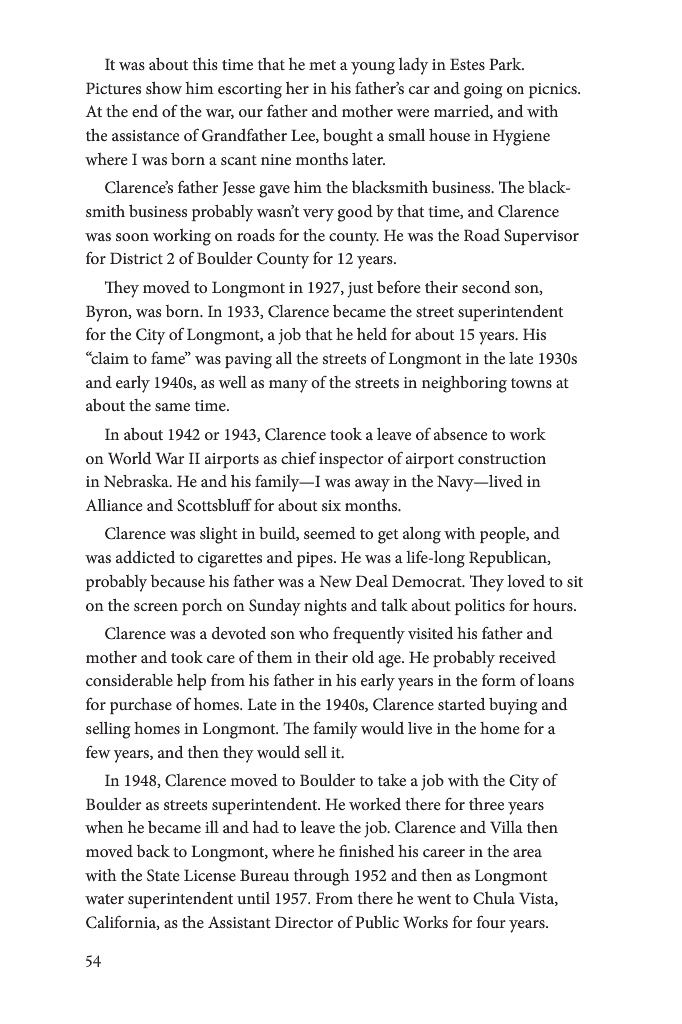 It was about this time that he met a young lady in Estes Park.
Pictures show him escorting her in his father’s car and going on picnics.
At the end of the war, our father and mother were married, and with
the assistance of Grandfather Lee, bought a small house in Hygiene
where I was born a scant nine months later.
Clarence’s father Jesse gave him the blacksmith business. The black-
smith business probably wasn’t very good by that time, and Clarence
was soon working on roads for the county. He was the Road Supervisor
for District 2 of Boulder County for 12 years.
They moved to Longmont in 1927, just before their second son,
Byron, was born. In 1933, Clarence became the street superintendent
for the City of Longmont, a job that he held for about 15 years. His
“claim to fame” was paving all the streets of Longmont in the late 1930s
and early 1940s, as well as many of the streets in neighboring towns at
about the same time.
In about 1942 or 1943, Clarence took a leave of absence to work
on World War II airports as chief inspector of airport construction
in Nebraska. He and his family—I was away in the Navy—lived in
Alliance and Scottsbluff for about six months.
Clarence was slight in build, seemed to get along with people, and
was addicted to cigarettes and pipes. He was a life-long Republican,
probably because his father was a New Deal Democrat. They loved to sit
on the screen porch on Sunday nights and talk about politics for hours.
Clarence was a devoted son who frequently visited his father and
mother and took care of them in their old age. He probably received
considerable help from his father in his early years in the form of loans
for purchase of homes. Late in the 1940s, Clarence started buying and
selling homes in Longmont. The family would live in the home for a
few years, and then they would sell it.
In 1948, Clarence moved to Boulder to take a job with the City of
Boulder as streets superintendent. He worked there for three years
when he became ill and had to leave the job. Clarence and Villa then
moved back to Longmont, where he finished his career in the area
with the State License Bureau through 1952 and then as Longmont
water superintendent until 1957. From there he went to Chula Vista,
California, as the Assistant Director of Public Works for four years.
54